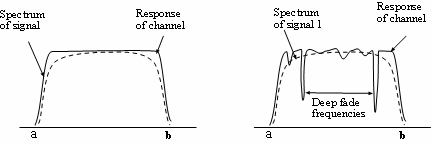 Spectrum
of signal
Response
of channel
a
b
Spectrum
of signal 1
Response
of channel
Deep fade
frequencies
a
b